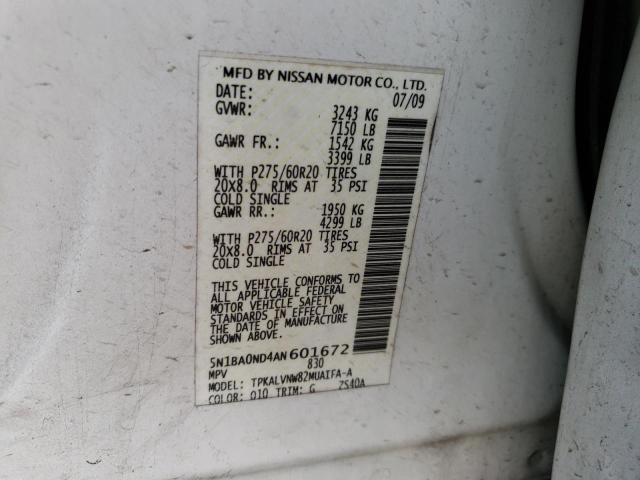 MFD BY NISSAN MOTOR CO., LTD.
DATE: 07/09
GVWR: 3243 KG
7150 LB
GAWR FR.: 1542 KG
3399 LB
WITH P275/60R20 TIRES
20X8.0 RIMS AT 35 PSI
COLD SINGLE
GAWR RR.: 1950 KG
4299 LB
WITH P275/60R20 TIRES
20X8.0 RIMS AT 35 PSI
COLD SINGLE
THIS VEHICLE CONFORMS TO
ALL APPLICABLE FEDERAL
MOTOR VEHICLE SAFETY
STANDARDS IN EFFECT ON
THE DATE OF MANUFACTURE
SHOWN ABOVE.
5N1BA0ND4AN601672
MPV 830
MODEL: TPKALVNW82MUAIFA-A
COLOR: Q10 TRIM: G ZS40A